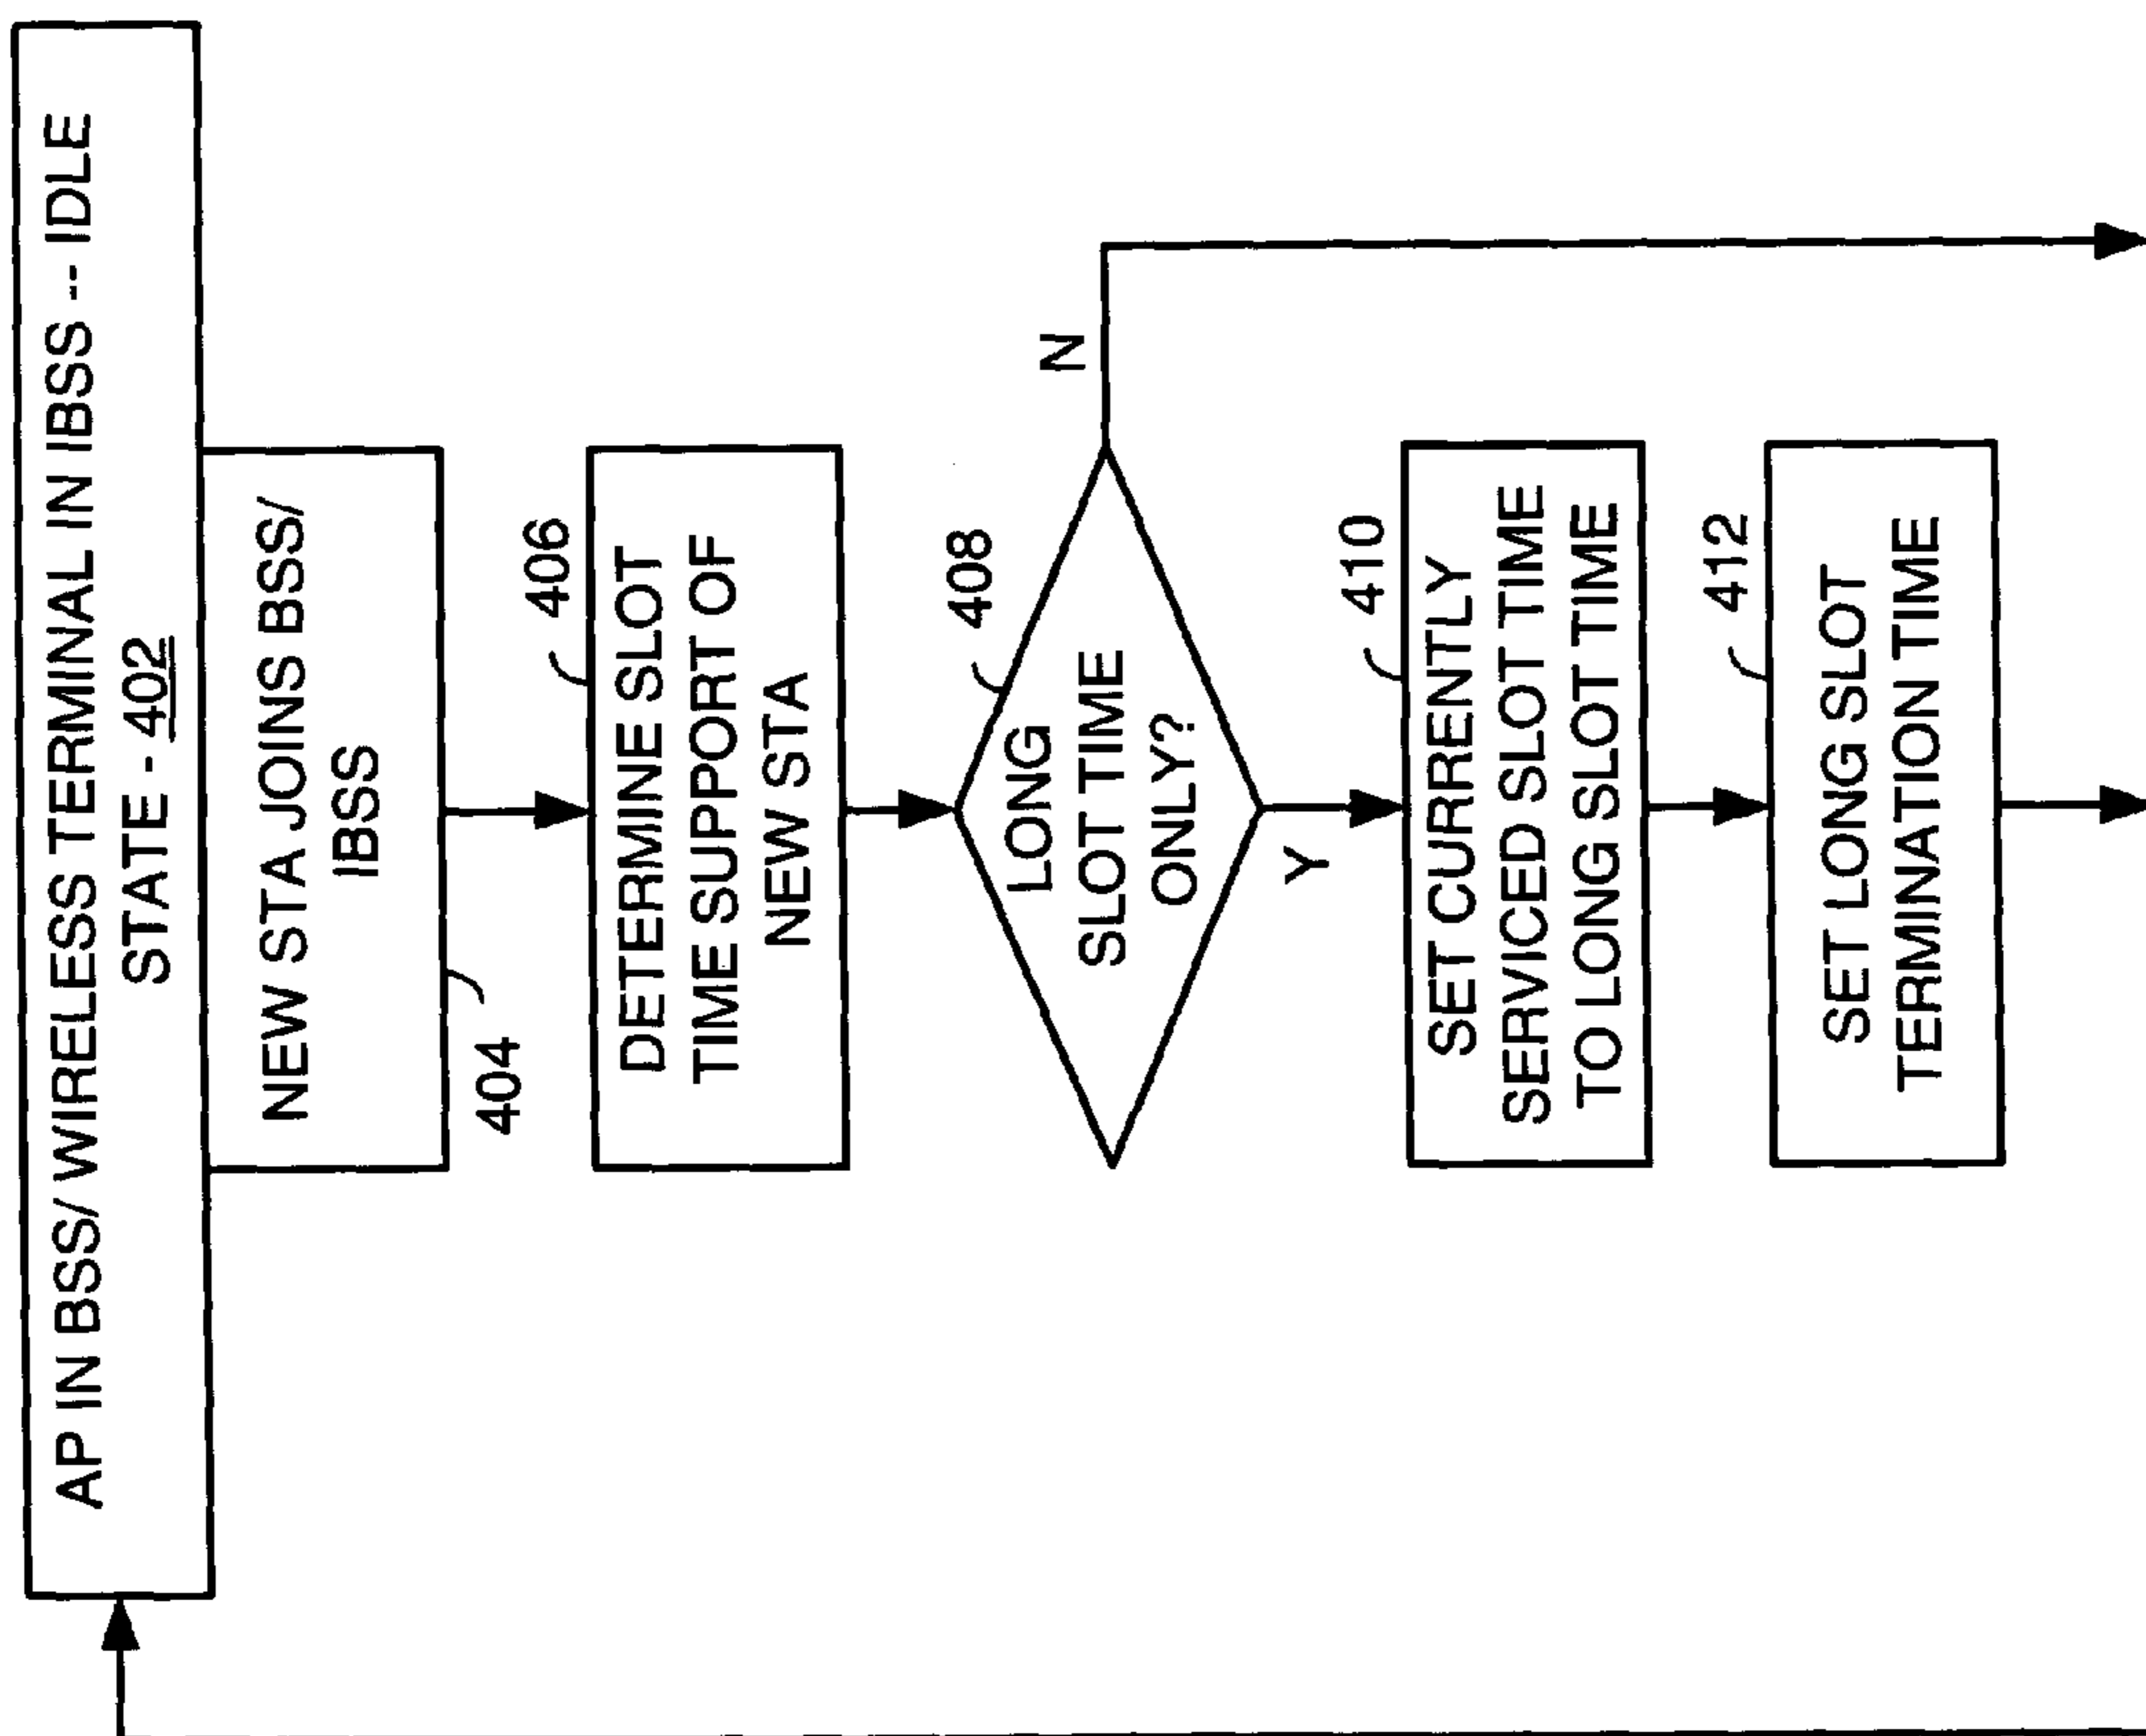 AP IN BSS/ WIRELESS TERMINAL IN IBSS -- IDLE
STATE - 402
NEW STA JOINS BSS/
IBSS
404
406
DETERMINE SLOT
TIME SUPPORT OF
NEW STA
408
LONG
SLOT TIME
ONLY?
N
Y
410
SET CURRENTLY
SERVICED SLOT TIME
TO LONG SLOT TIME
412
SET LONG SLOT
TERMINATION TIME